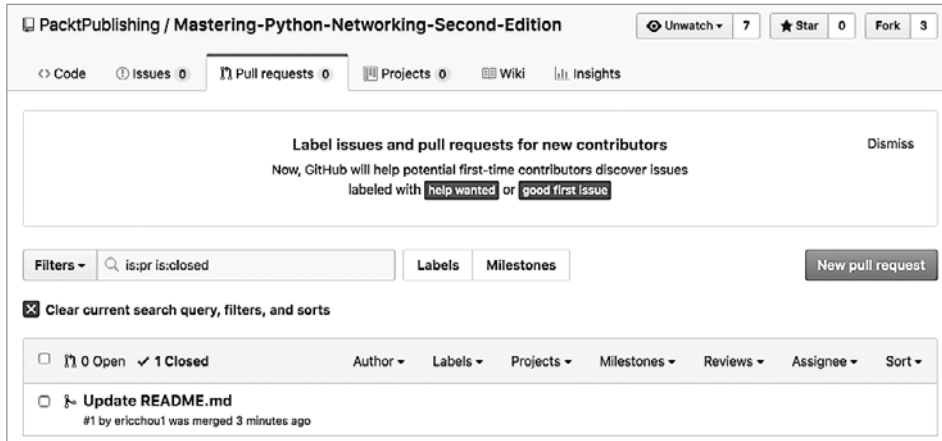 PacktPublishing / Mastering-Python-Networking-Second-Edition Unwatch 7 Star 0 Fork 3
Code Issues 0 Pull requests 0 Projects 0 Wiki Insights
Label issues and pull requests for new contributors Dismiss
Now, GitHub will help potential first-time contributors discover issues
labeled with help wanted or good first issue
Filters is:pr is:closed Labels Milestones New pull request
Clear current search query, filters, and sorts
0 Open 1 Closed Author Labels Projects Milestones Reviews Assignee Sort
Update README.md
#1 by ericchou1 was merged 3 minutes ago